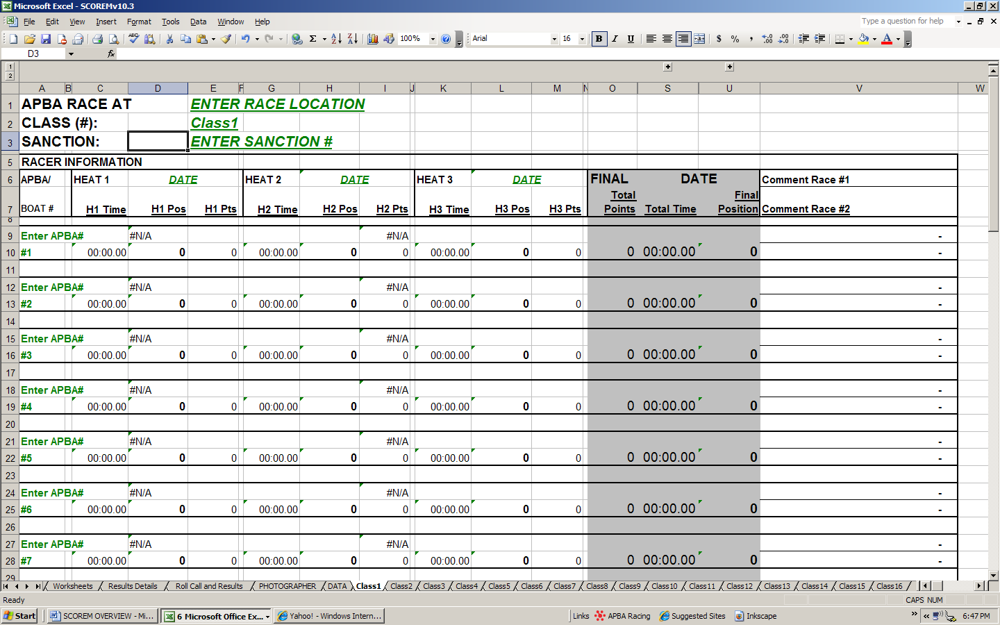 Microsoft Excel - SCOREMv10.3
File Edit View Insert Format Tools Data Window Help Type a question for help
100% Arial 16 B I U $ % ,
D3 fx
1
2
A B C D E F G H I J K L M N O S U V W
1 APBA RACE AT ENTER RACE LOCATION
2 CLASS (#): Class1
3 SANCTION: ENTER SANCTION #
5 RACER INFORMATION
6 APBA/ HEAT 1 DATE HEAT 2 DATE HEAT 3 DATE FINAL DATE Comment Race #1
Total Final
7 BOAT # H1 Time H1 Pos H1 Pts H2 Time H2 Pos H2 Pts H3 Time H3 Pos H3 Pts Points Total Time Position Comment Race #2
8
9 Enter APBA# #N/A #N/A -
10 #1 00:00.00 0 0 00:00.00 0 0 00:00.00 0 0 0 00:00.00 0 -
11
12 Enter APBA# #N/A #N/A -
13 #2 00:00.00 0 0 00:00.00 0 0 00:00.00 0 0 0 00:00.00 0 -
14
15 Enter APBA# #N/A #N/A -
16 #3 00:00.00 0 0 00:00.00 0 0 00:00.00 0 0 0 00:00.00 0 -
17
18 Enter APBA# #N/A #N/A -
19 #4 00:00.00 0 0 00:00.00 0 0 00:00.00 0 0 0 00:00.00 0 -
20
21 Enter APBA# #N/A #N/A -
22 #5 00:00.00 0 0 00:00.00 0 0 00:00.00 0 0 0 00:00.00 0 -
23
24 Enter APBA# #N/A #N/A -
25 #6 00:00.00 0 0 00:00.00 0 0 00:00.00 0 0 0 00:00.00 0 -
26
27 Enter APBA# #N/A #N/A -
28 #7 00:00.00 0 0 00:00.00 0 0 00:00.00 0 0 0 00:00.00 0 -
29
Worksheets Results Details Roll Call and Results PHOTOGRAPHER DATA Class1 Class2 Class3 Class4 Class5 Class6 Class7 Class8 Class9 Class10 Class11 Class12 Class13 Class14 Class15 Class16
Ready CAPS NUM
Start SCOREM OVERVIEW - Mi... 6 Microsoft Office Ex... Yahoo! - Windows Intern... Links APBA Racing Suggested Sites Inkscape » « 6:47 PM